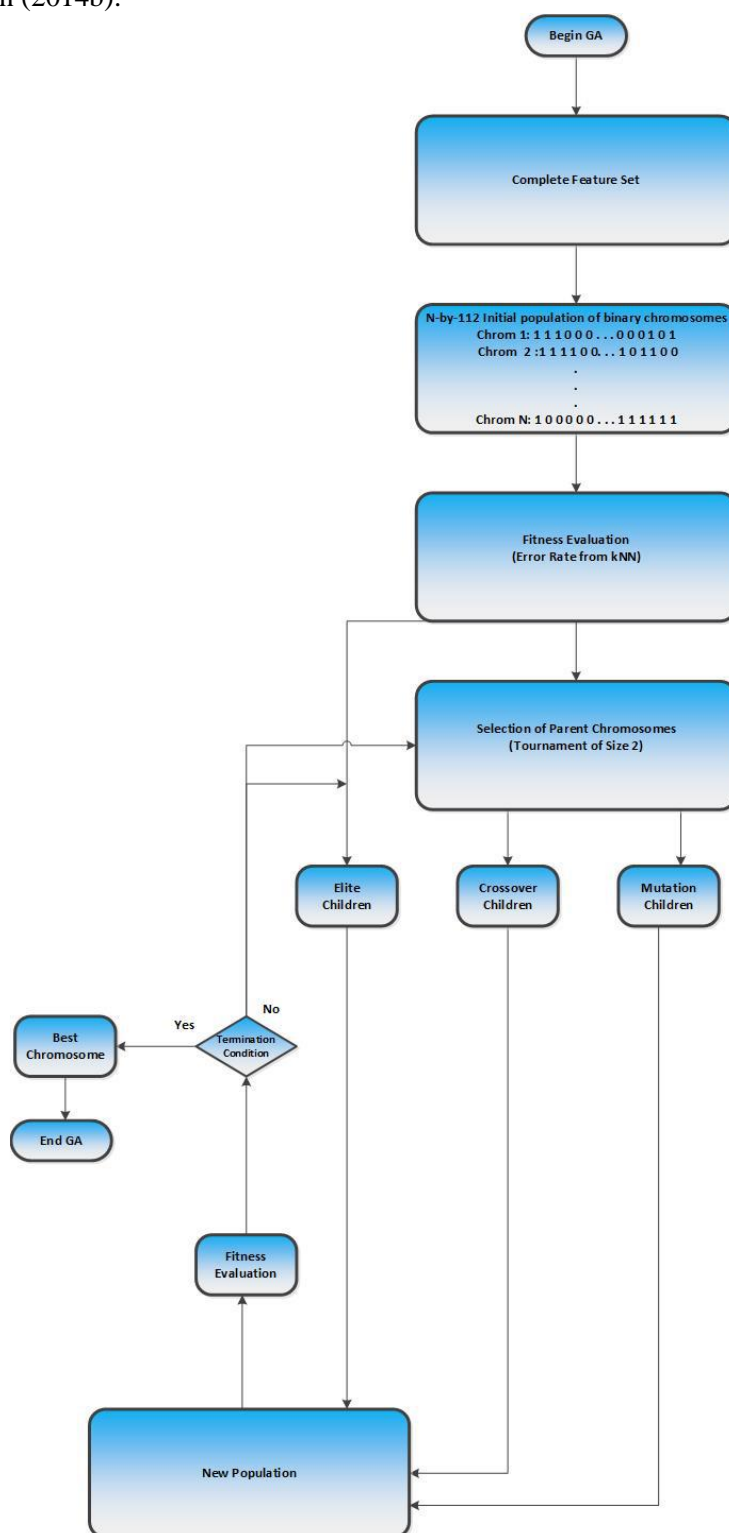 n (2014b).
Begin GA
Complete Feature Set
N-by-112 Initial population of binary chromosomes
Chrom 1: 1 1 1 0 0 0 . . . 0 0 0 1 0 1
Chrom 2 :1 1 1 1 0 0. . . 1 0 1 1 0 0
.
.
.
Chrom N: 1 0 0 0 0 0 . . . 1 1 1 1 1 1
Fitness Evaluation
(Error Rate from kNN)
Selection of Parent Chromosomes
(Tournament of Size 2)
Elite
Children
Crossover
Children
Mutation
Children
No
Yes
Termination
Condition
Best
Chromosome
End GA
Fitness
Evaluation
New Population